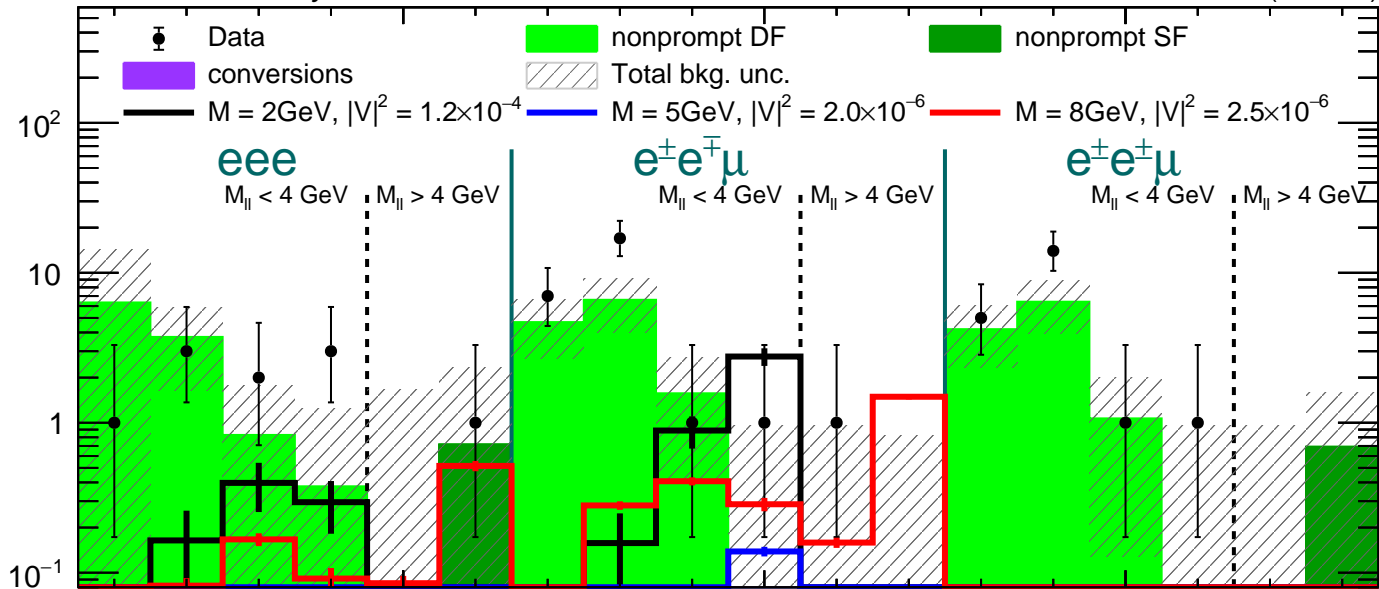 Data nonprompt DF nonprompt SF
conversions Total bkg. unc.
M = 2GeV, |V|² = 1.2×10⁻⁴ M = 5GeV, |V|² = 2.0×10⁻⁶ M = 8GeV, |V|² = 2.5×10⁻⁶
10²
eee e±e∓μ e±e±μ
M_ll < 4 GeV M_ll > 4 GeV M_ll < 4 GeV M_ll > 4 GeV M_ll < 4 GeV M_ll > 4 GeV
10
1
10⁻¹